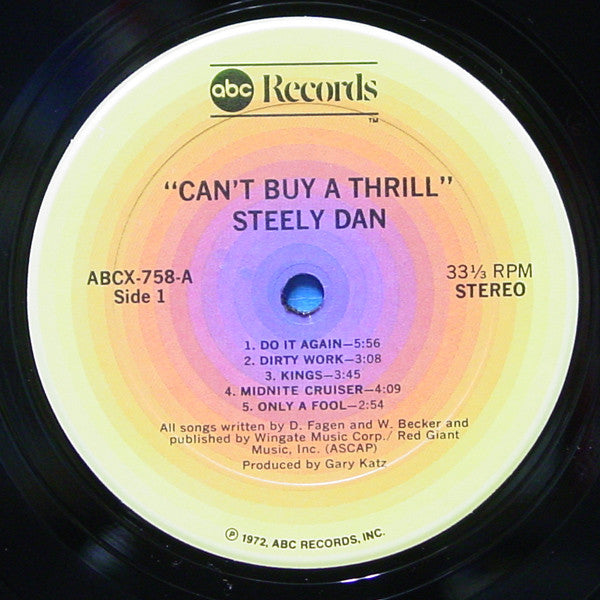 abc Records
TM
"CAN'T BUY A THRILL"
STEELY DAN
ABCX-758-A
Side 1
33⅓ RPM
STEREO
1. DO IT AGAIN—5:56
2. DIRTY WORK—3:08
3. KINGS—3:45
4. MIDNITE CRUISER—4:09
5. ONLY A FOOL—2:54
All songs written by D. Fagen and W. Becker and
published by Wingate Music Corp./ Red Giant
Music, Inc. (ASCAP)
Produced by Gary Katz
℗ 1972, ABC RECORDS, INC.